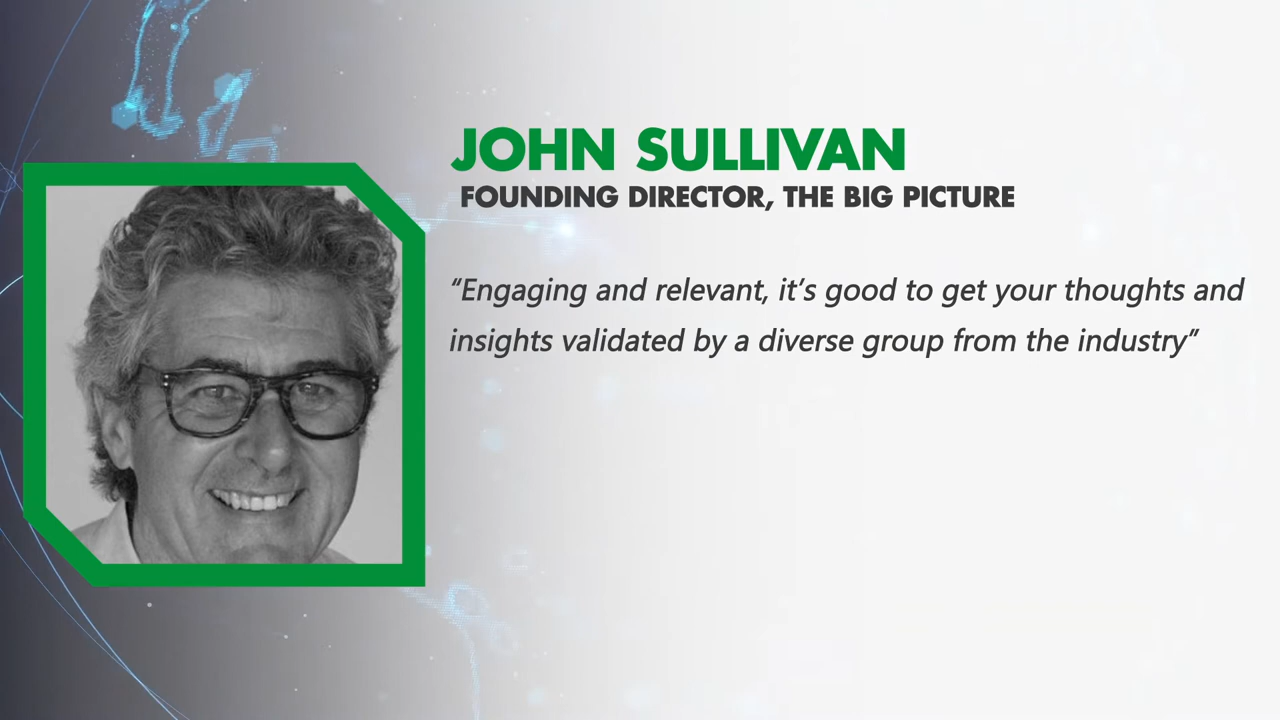 JOHN SULLIVAN
FOUNDING DIRECTOR, THE BIG PICTURE
“Engaging and relevant, it’s good to get your thoughts and
insights validated by a diverse group from the industry”